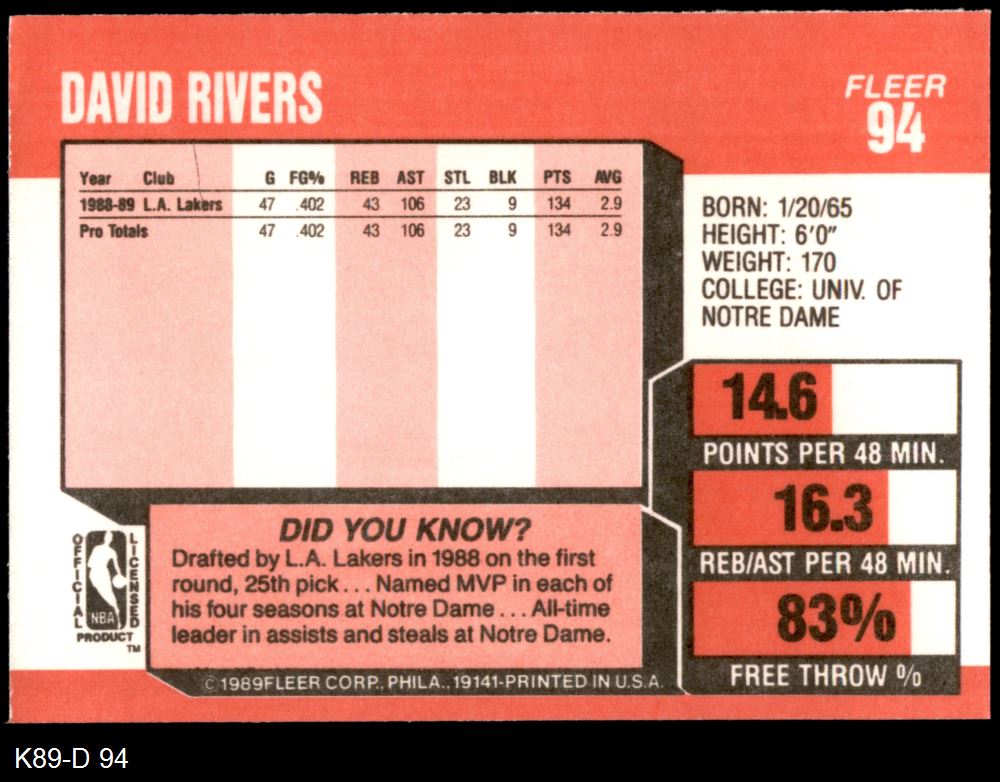 DAVID RIVERS
FLEER
94
Year Club G FG% REB AST STL BLK PTS AVG
1988-89 L.A. Lakers 47 .402 43 106 23 9 134 2.9
Pro Totals 47 .402 43 106 23 9 134 2.9
BORN: 1/20/65
HEIGHT: 6'0"
WEIGHT: 170
COLLEGE: UNIV. OF
NOTRE DAME
14.6
POINTS PER 48 MIN.
16.3
REB/AST PER 48 MIN.
83%
FREE THROW %
OFFICIAL
LICENSED
NBA
PRODUCT
TM
DID YOU KNOW?
Drafted by L.A. Lakers in 1988 on the first
round, 25th pick . . . Named MVP in each of
his four seasons at Notre Dame . . . All-time
leader in assists and steals at Notre Dame.
© 1989 FLEER CORP., PHILA., 19141-PRINTED IN U.S.A.
K89-D 94